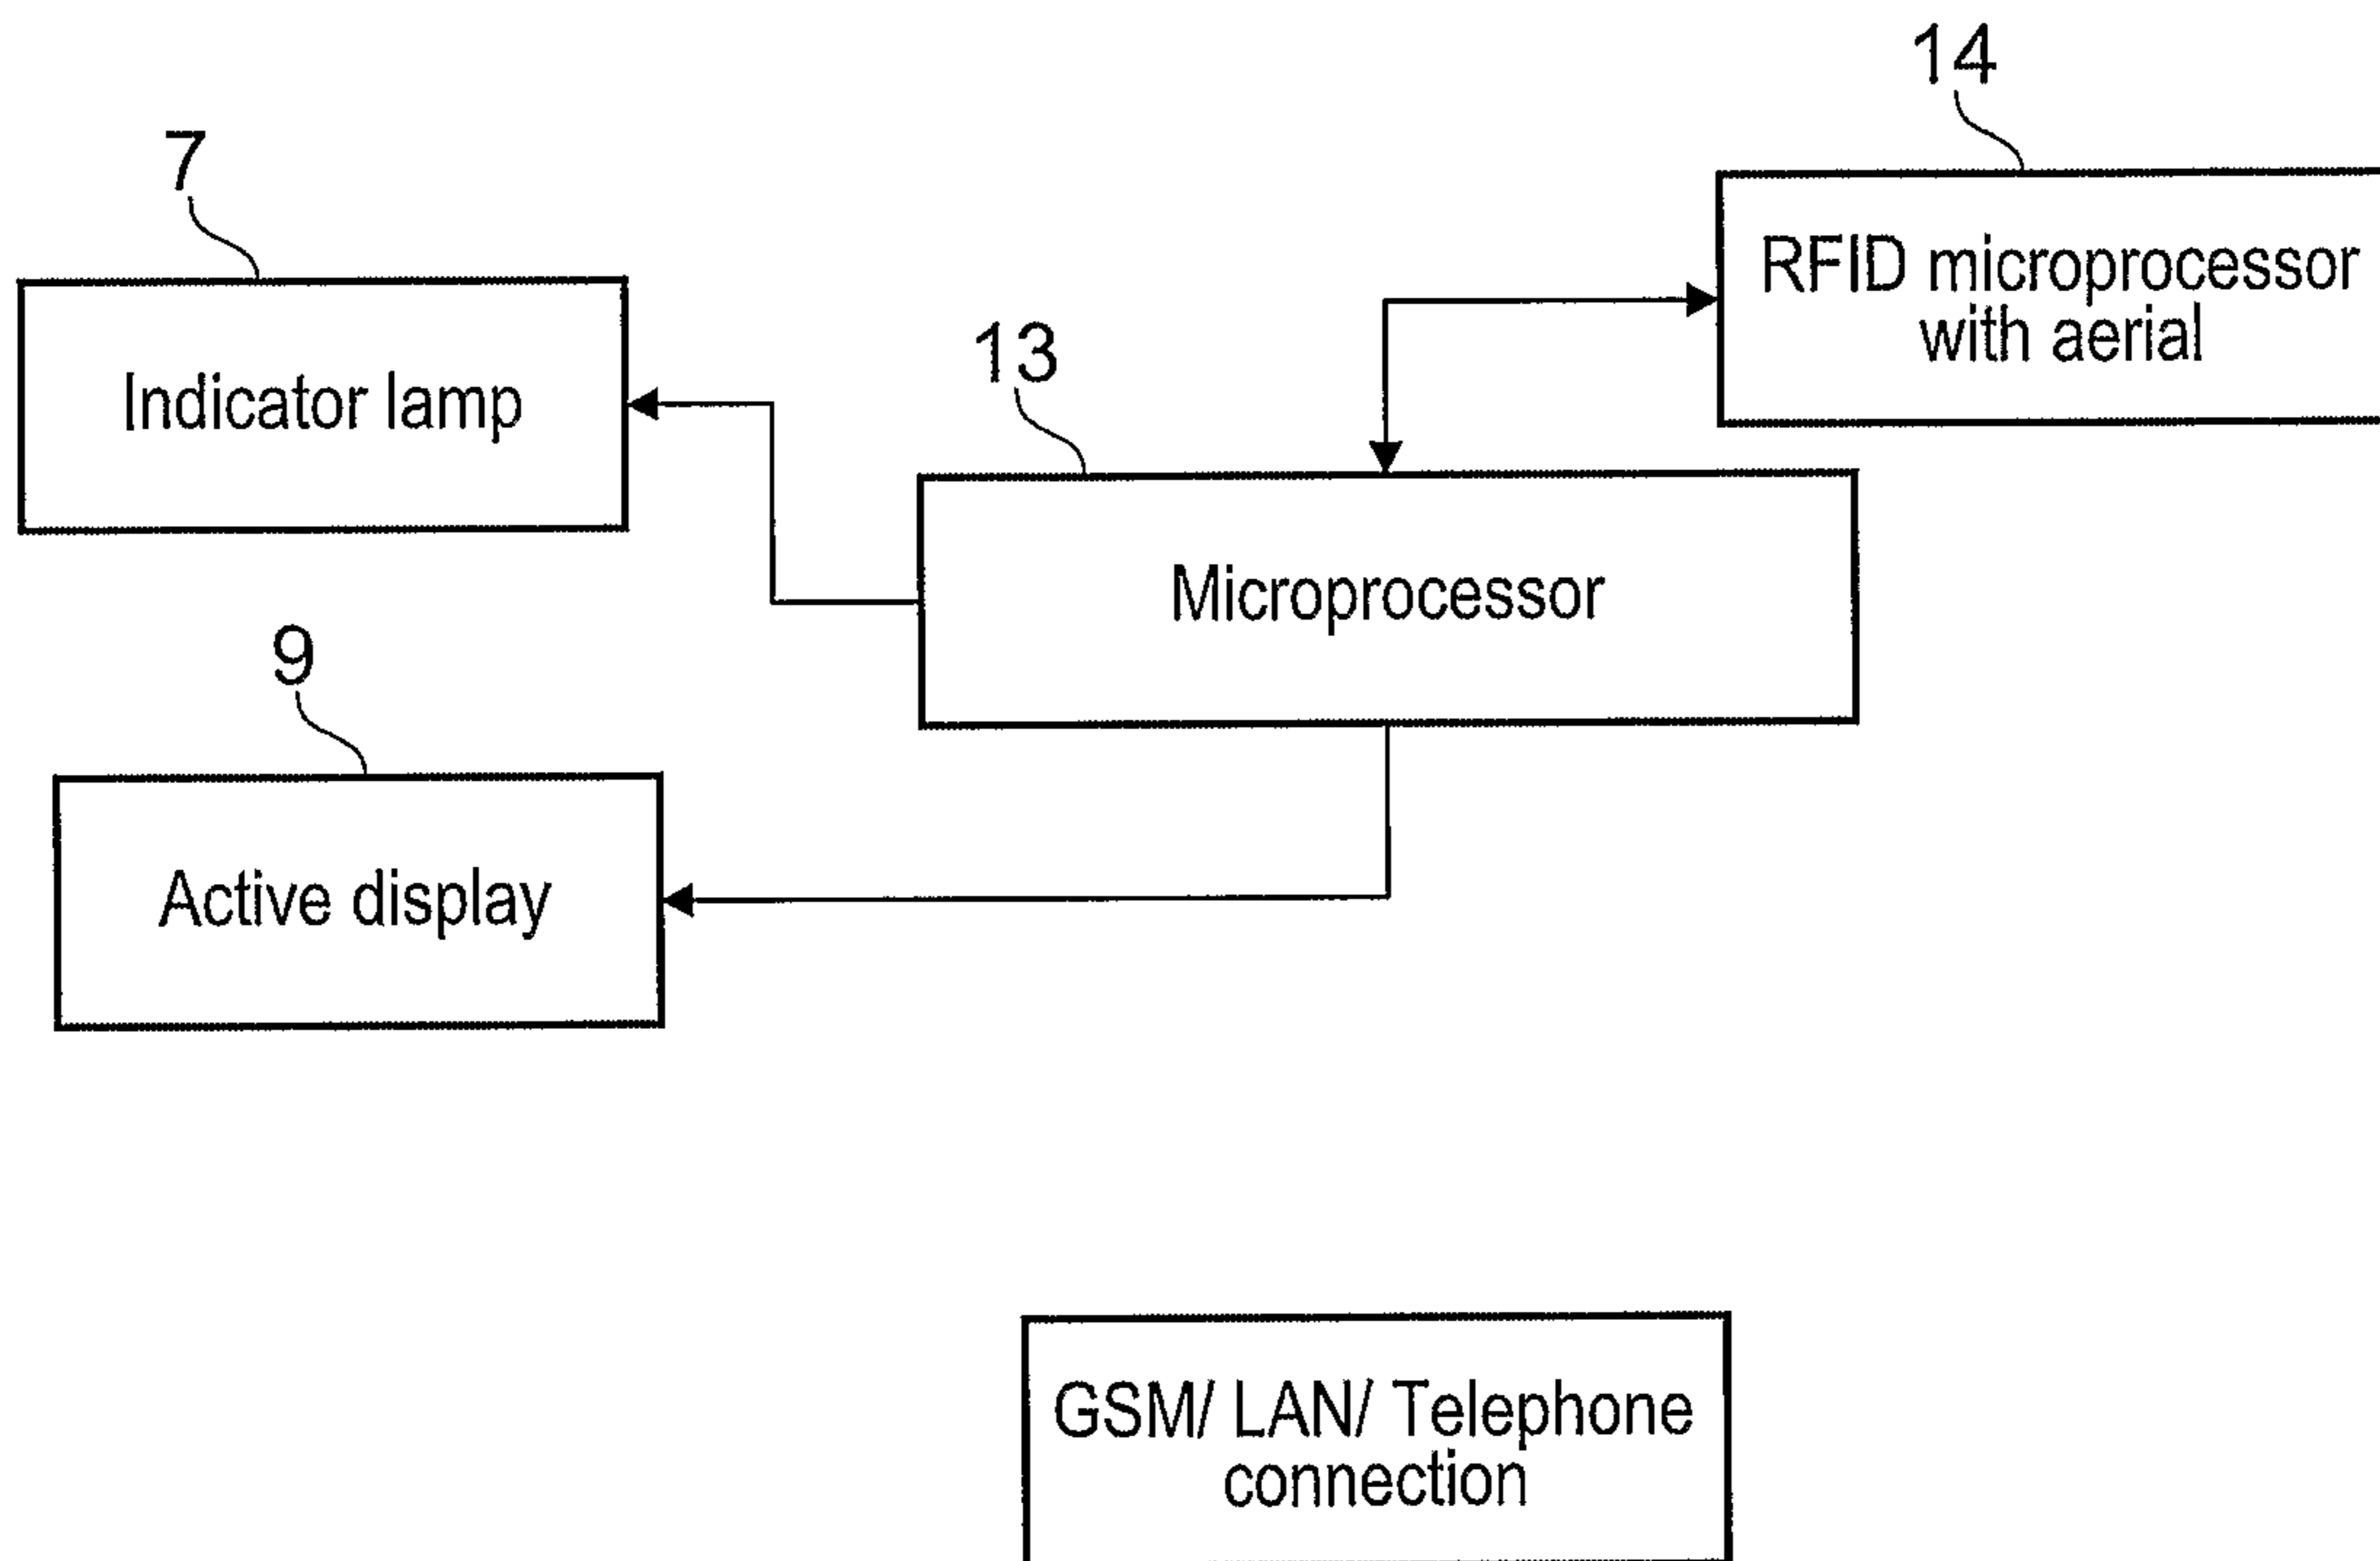 14
7
RFID microprocessor
with aerial
13
Indicator lamp
Microprocessor
9
Active display
GSM/ LAN/ Telephone
connection